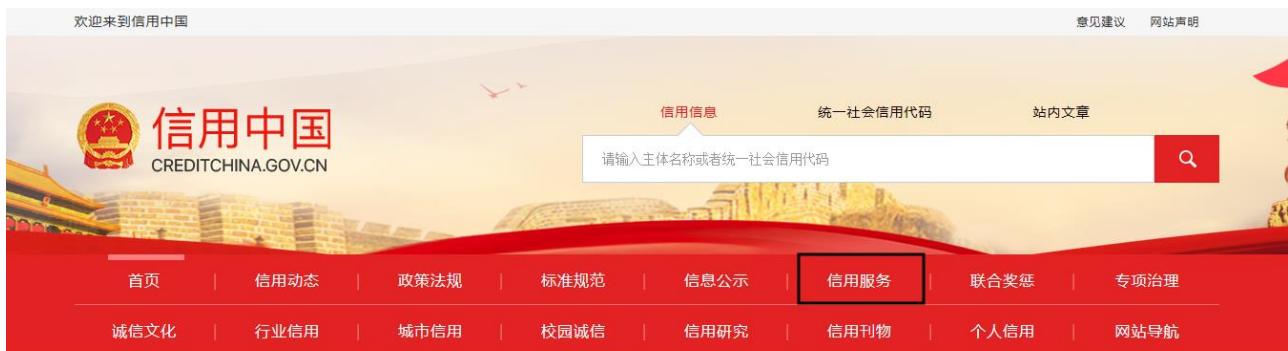 欢迎来到信用中国 意见建议 网站声明
信用中国
CREDITCHINA.GOV.CN
信用信息 统一社会信用代码 站内文章
请输入主体名称或者统一社会信用代码
首页 信用动态 政策法规 标准规范 信息公示 信用服务 联合奖惩 专项治理
诚信文化 行业信用 城市信用 校园诚信 信用研究 信用刊物 个人信用 网站导航